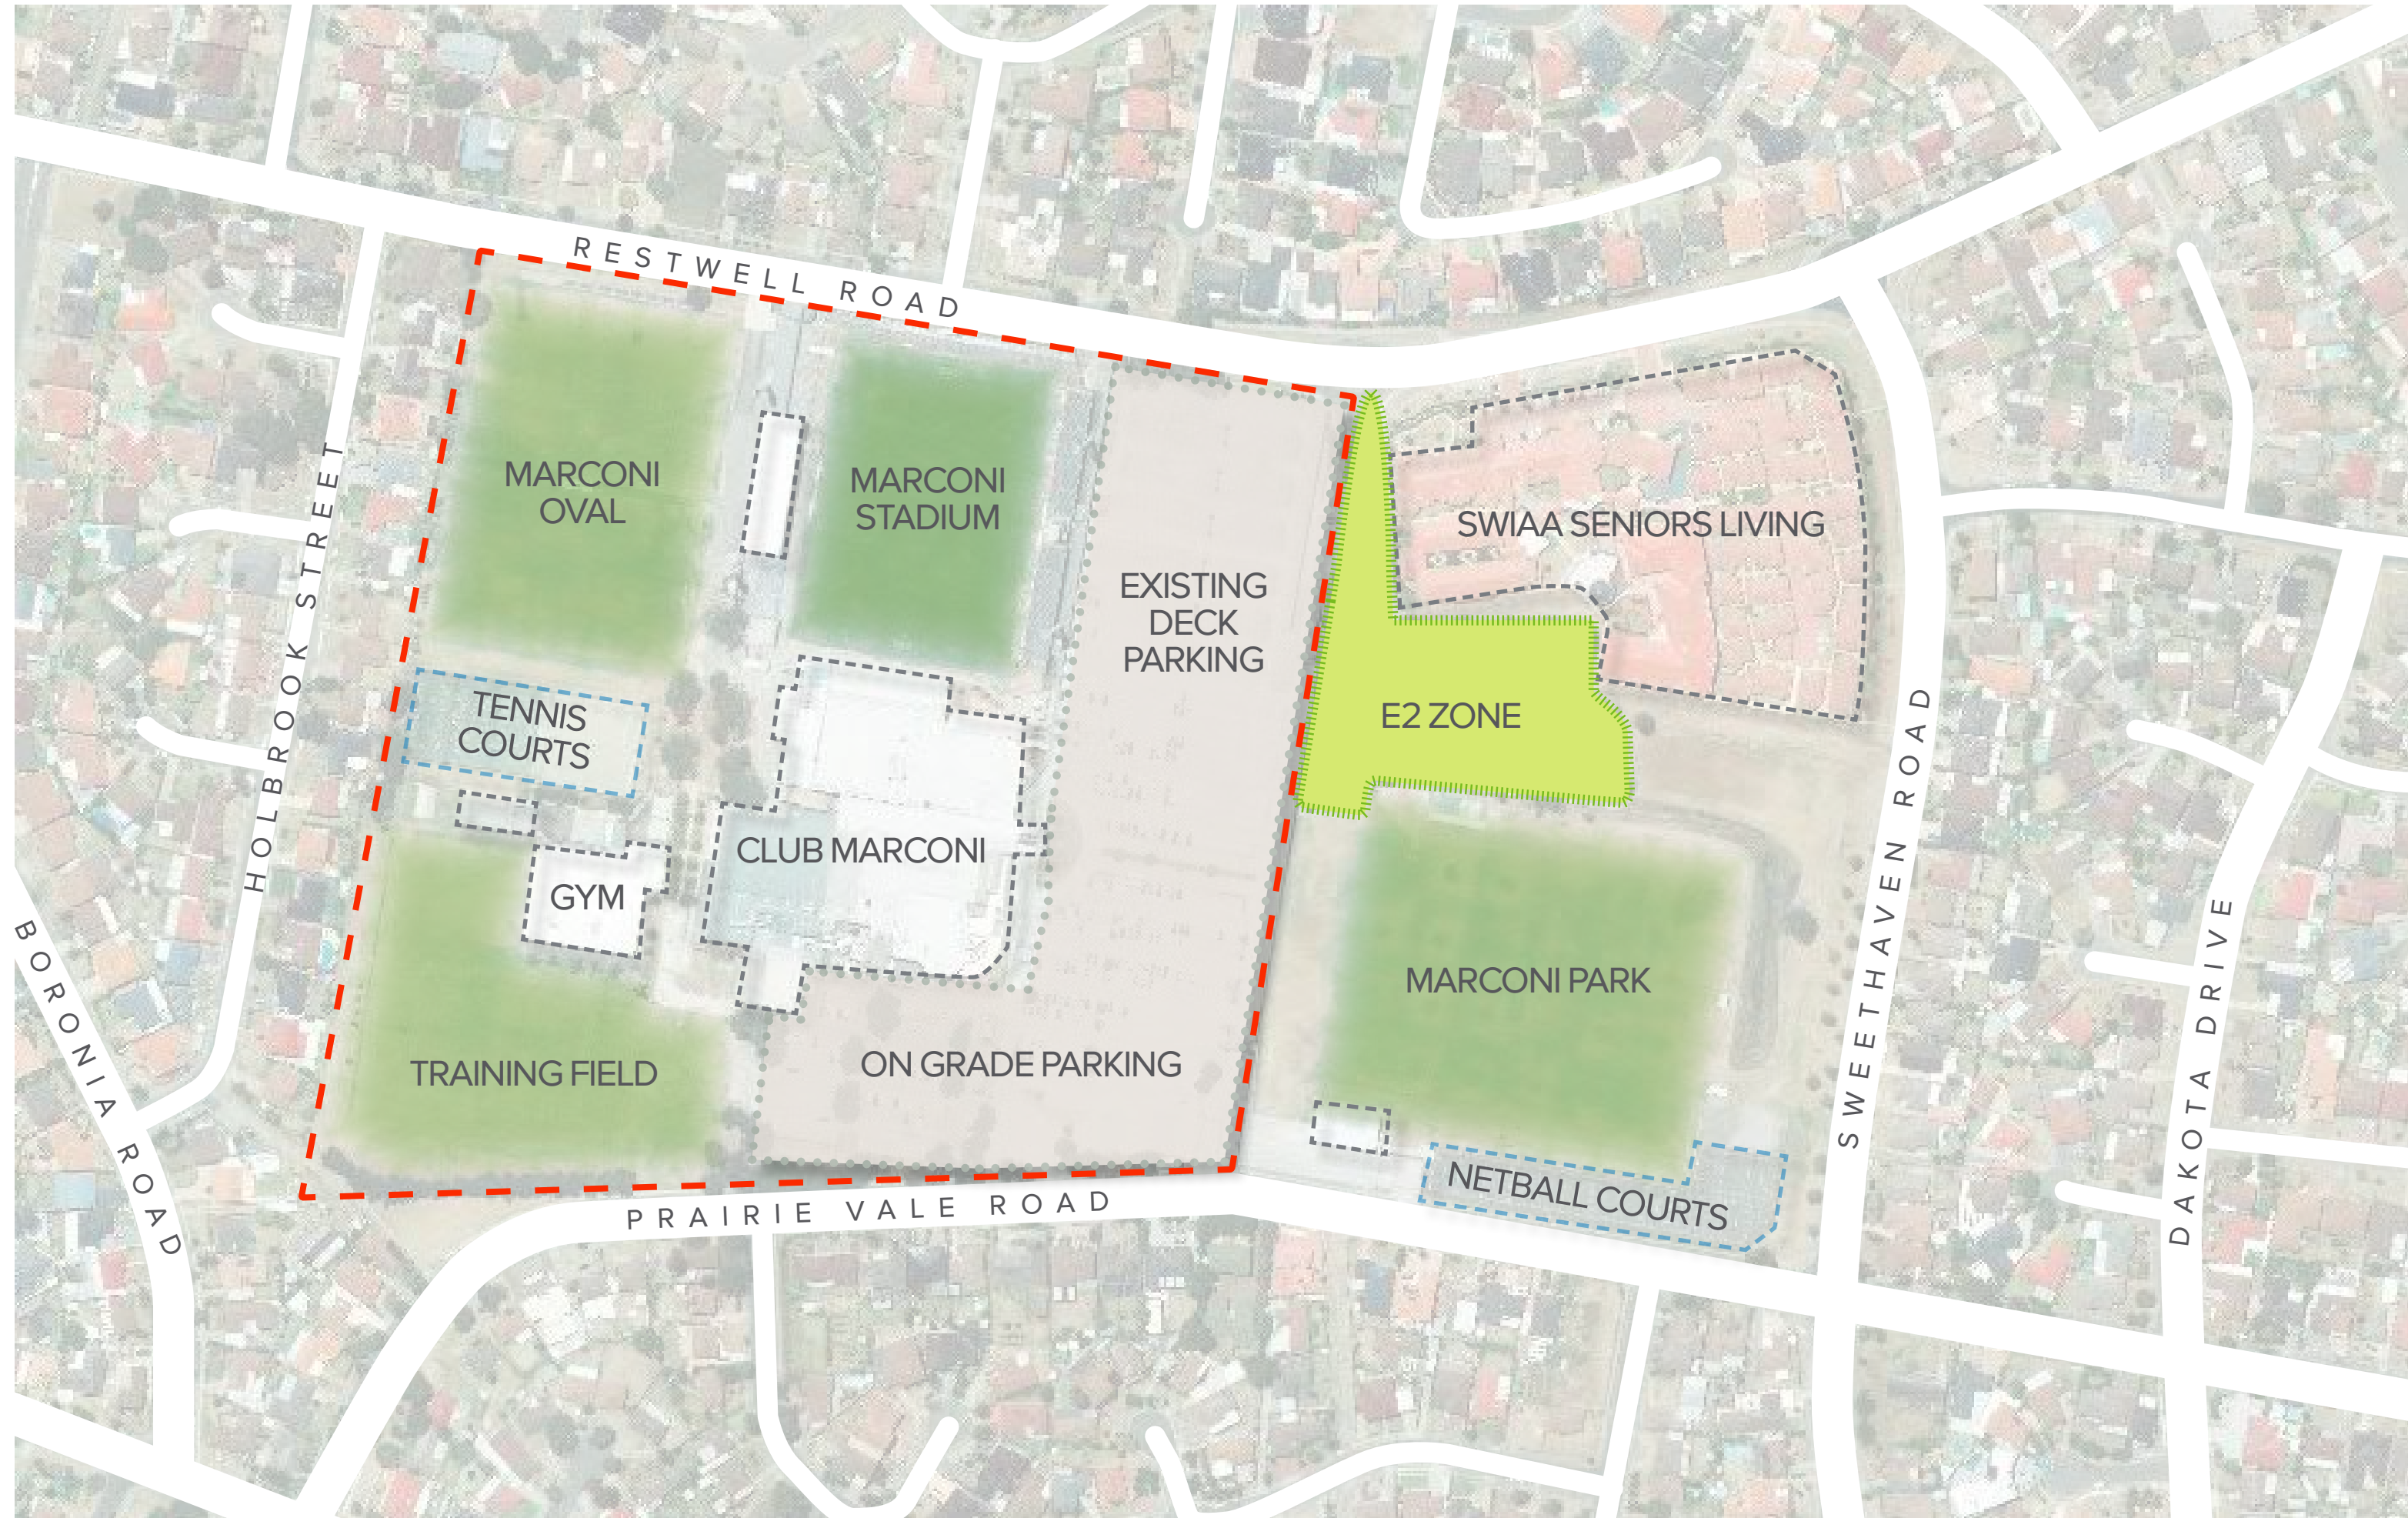 RESTWELL ROAD
MARCONI
OVAL
MARCONI
STADIUM
EXISTING
DECK
PARKING
SWIAA SENIORS LIVING
HOLBROOK STREET
TENNIS
COURTS
E2 ZONE
CLUB MARCONI
GYM
BORONIA ROAD
MARCONI PARK
SWEETHAVEN ROAD
DAKOTA DRIVE
TRAINING FIELD
ON GRADE PARKING
NETBALL COURTS
PRAIRIE VALE ROAD